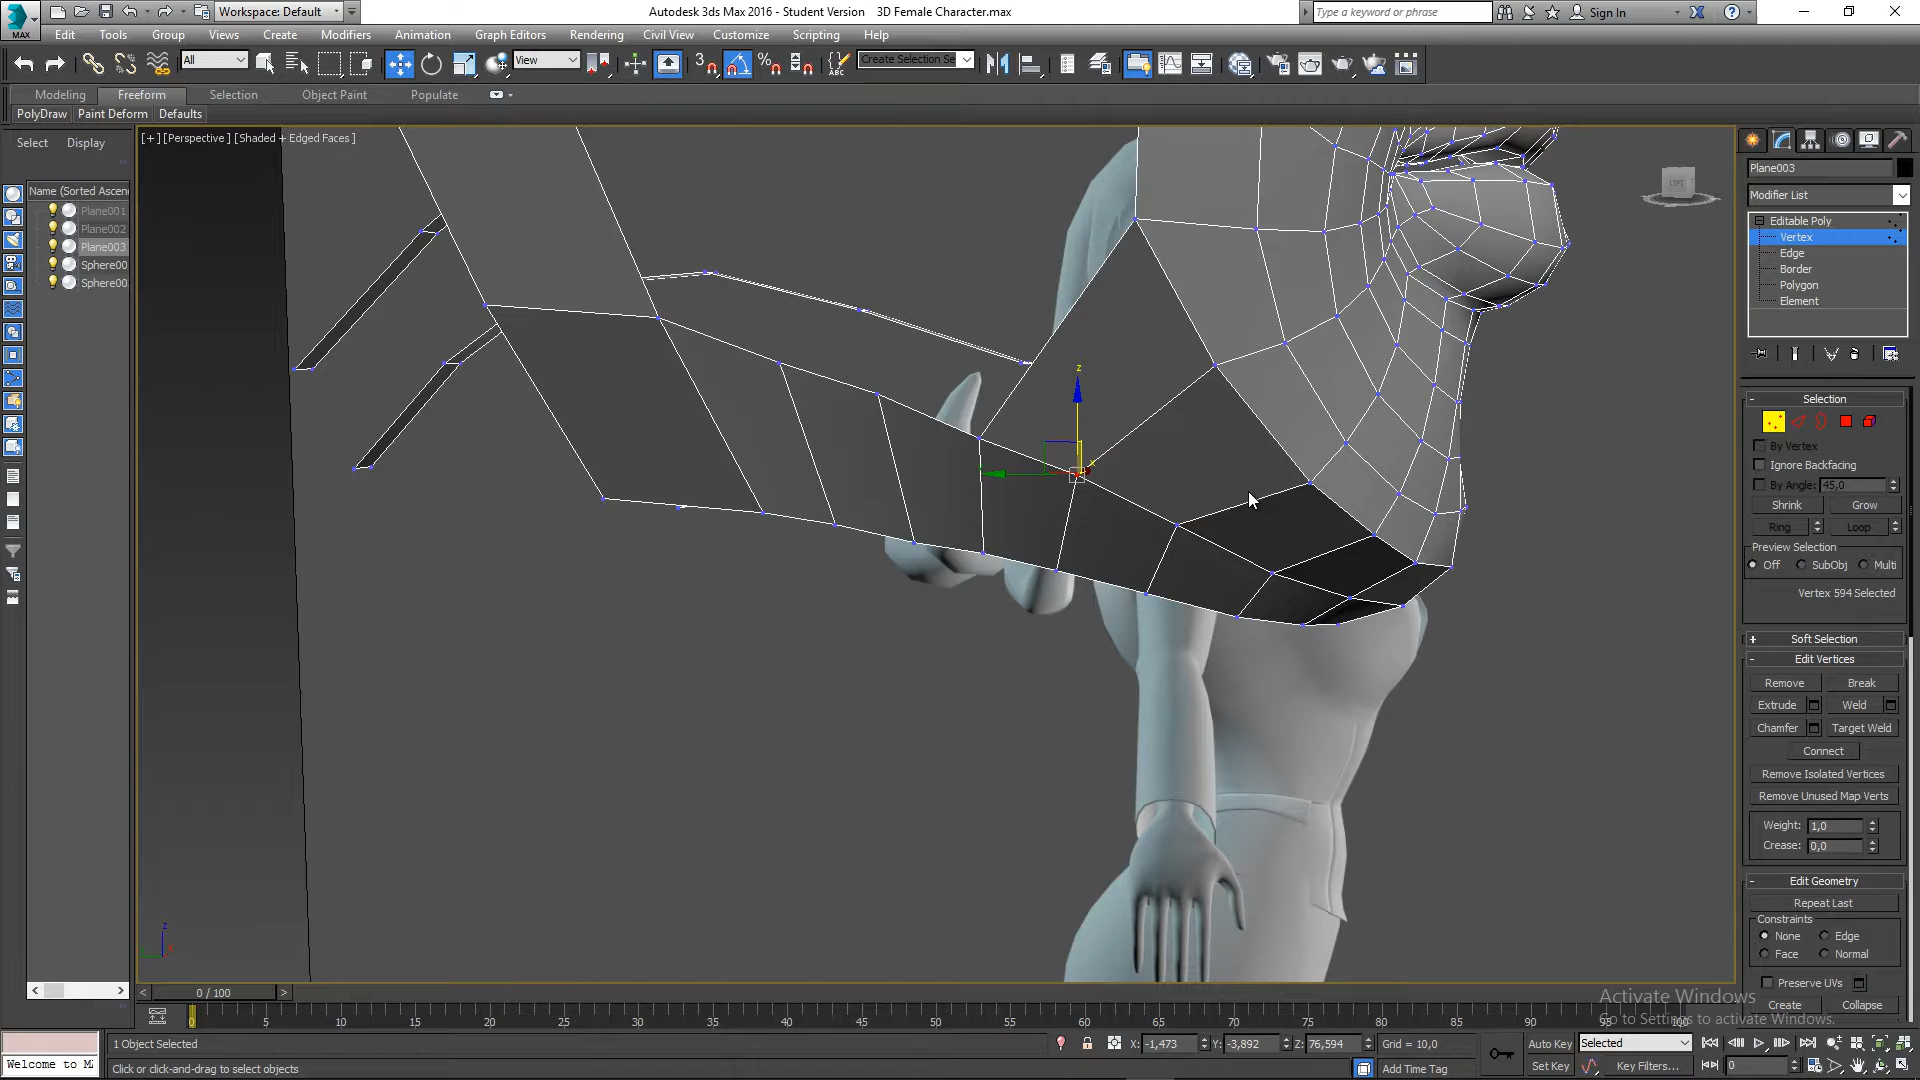 Autodesk 3ds Max 2016 - Student Version 3D Female Character.max
Workspace: Default
Type a keyword or phrase
Sign In
MAX
Edit Tools Group Views Create Modifiers Animation Graph Editors Rendering Civil View Customize Scripting Help
All
View
Create Selection Se
Modeling Freeform Selection Object Paint Populate
PolyDraw Paint Deform Defaults
Select Display
[+] [Perspective] [Shaded + Edged Faces]
Name (Sorted Ascen
Plane001
Plane002
Plane003
Sphere00
Sphere00
Plane003
Modifier List
Editable Poly
Vertex
Edge
Border
Polygon
Element
Selection
By Vertex
Ignore Backfacing
By Angle: 45,0
Shrink Grow
Ring Loop
Preview Selection
Off SubObj Multi
Vertex 594 Selected
Soft Selection
Edit Vertices
Remove Break
Extrude Weld
Chamfer Target Weld
Connect
Remove Isolated Vertices
Remove Unused Map Verts
Weight: 1,0
Crease: 0,0
Edit Geometry
Repeat Last
Constraints
None Edge
Face Normal
Preserve UVs
Create Collapse
Activate Windows
Go to Settings to activate Windows.
z
x
z
x
0 / 100
0 5 10 15 20 25 30 35 40 45 50 55 60 65 70 75 80 85 90 95 100
Welcome to M
1 Object Selected
Click or click-and-drag to select objects
X: -1,473 Y: -3,892 Z: 76,594 Grid = 10,0
Add Time Tag
Auto Key Selected
Set Key Key Filters... 0